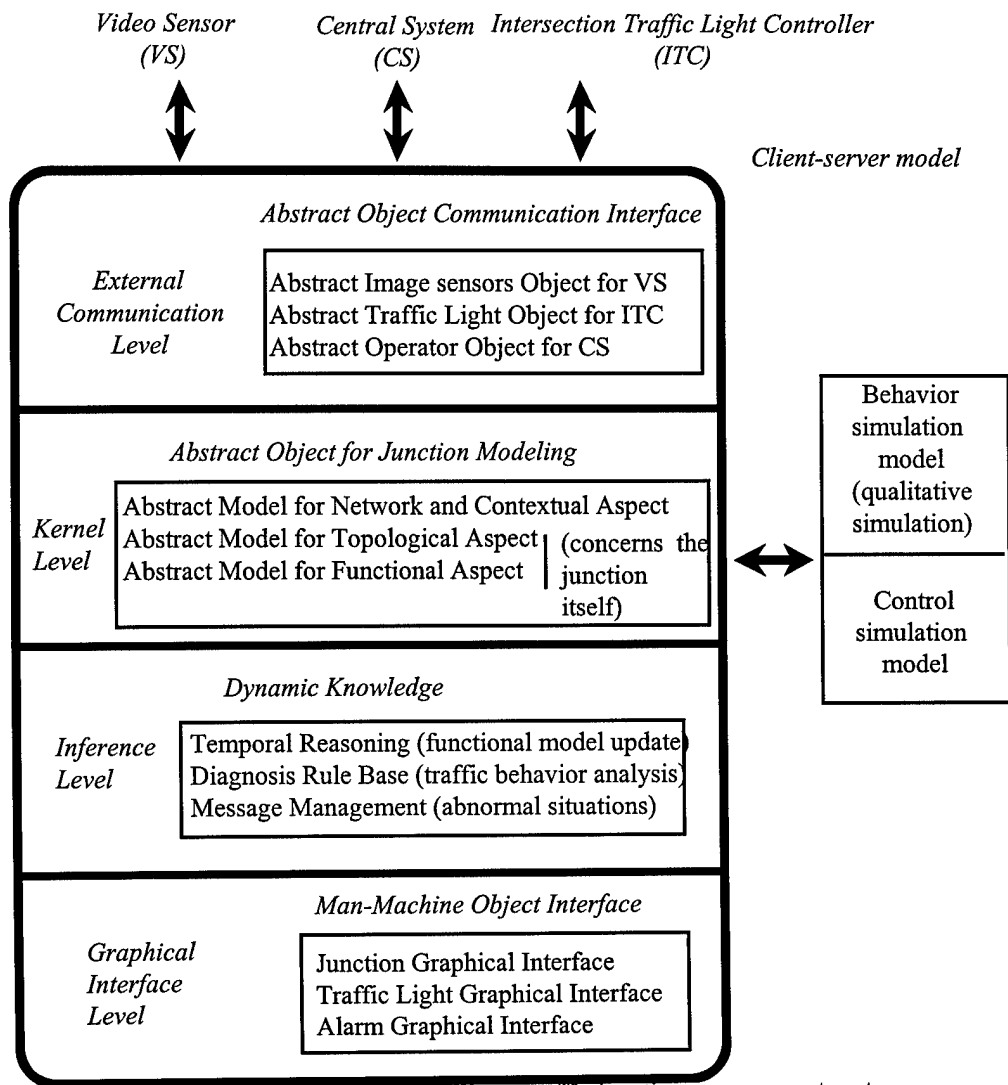 Video Sensor
(VS)
Central System
(CS)
Intersection Traffic Light Controller
(ITC)
Client-server model
Abstract Object Communication Interface
External
Communication
Level
Abstract Image sensors Object for VS
Abstract Traffic Light Object for ITC
Abstract Operator Object for CS
Abstract Object for Junction Modeling
Kernel
Level
Abstract Model for Network and Contextual Aspect
Abstract Model for Topological Aspect
Abstract Model for Functional Aspect
(concerns the
junction
itself)
Behavior
simulation
model
(qualitative
simulation)
Control
simulation
model
Dynamic Knowledge
Inference
Level
Temporal Reasoning (functional model update)
Diagnosis Rule Base (traffic behavior analysis)
Message Management (abnormal situations)
Man-Machine Object Interface
Graphical
Interface
Level
Junction Graphical Interface
Traffic Light Graphical Interface
Alarm Graphical Interface